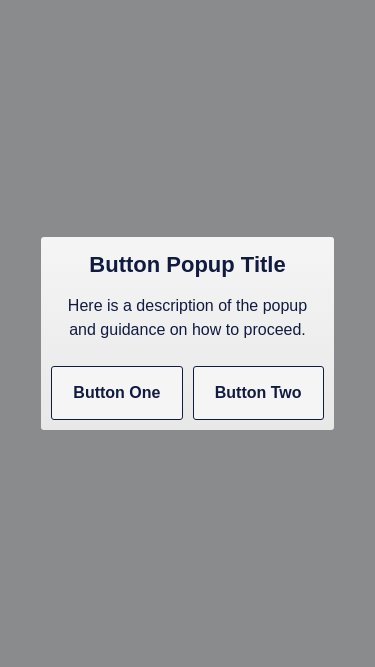 Button Popup Title
Here is a description of the popup
and guidance on how to proceed.
Button One
Button Two